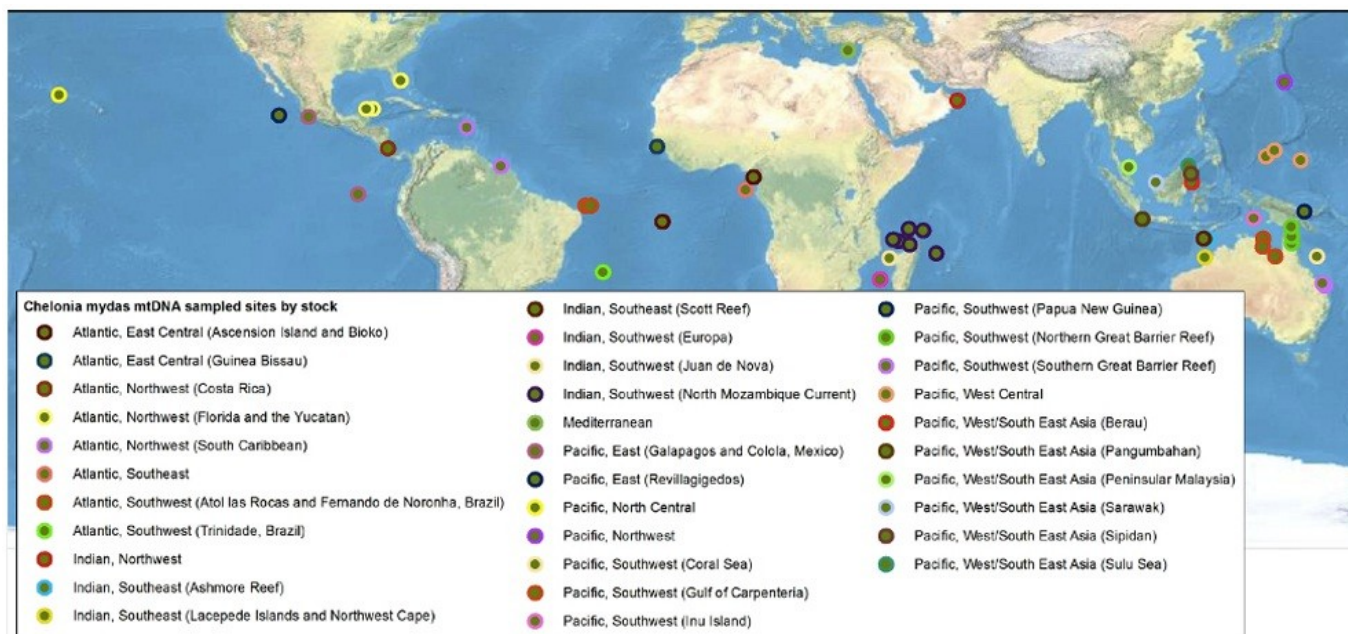 Chelonia mydas mtDNA sampled sites by stock
Atlantic, East Central (Ascension Island and Bioko)
Atlantic, East Central (Guinea Bissau)
Atlantic, Northwest (Costa Rica)
Atlantic, Northwest (Florida and the Yucatan)
Atlantic, Northwest (South Caribbean)
Atlantic, Southeast
Atlantic, Southwest (Atol las Rocas and Fernando de Noronha, Brazil)
Atlantic, Southwest (Trinidade, Brazil)
Indian, Northwest
Indian, Southeast (Ashmore Reef)
Indian, Southeast (Lacepede Islands and Northwest Cape)
Indian, Southeast (Scott Reef)
Indian, Southwest (Europa)
Indian, Southwest (Juan de Nova)
Indian, Southwest (North Mozambique Current)
Mediterranean
Pacific, East (Galapagos and Colola, Mexico)
Pacific, East (Revillagigedos)
Pacific, North Central
Pacific, Northwest
Pacific, Southwest (Coral Sea)
Pacific, Southwest (Gulf of Carpenteria)
Pacific, Southwest (Inu Island)
Pacific, Southwest (Papua New Guinea)
Pacific, Southwest (Northern Great Barrier Reef)
Pacific, Southwest (Southern Great Barrier Reef)
Pacific, West Central
Pacific, West/South East Asia (Berau)
Pacific, West/South East Asia (Pangumbahan)
Pacific, West/South East Asia (Peninsular Malaysia)
Pacific, West/South East Asia (Sarawak)
Pacific, West/South East Asia (Sipidan)
Pacific, West/South East Asia (Sulu Sea)